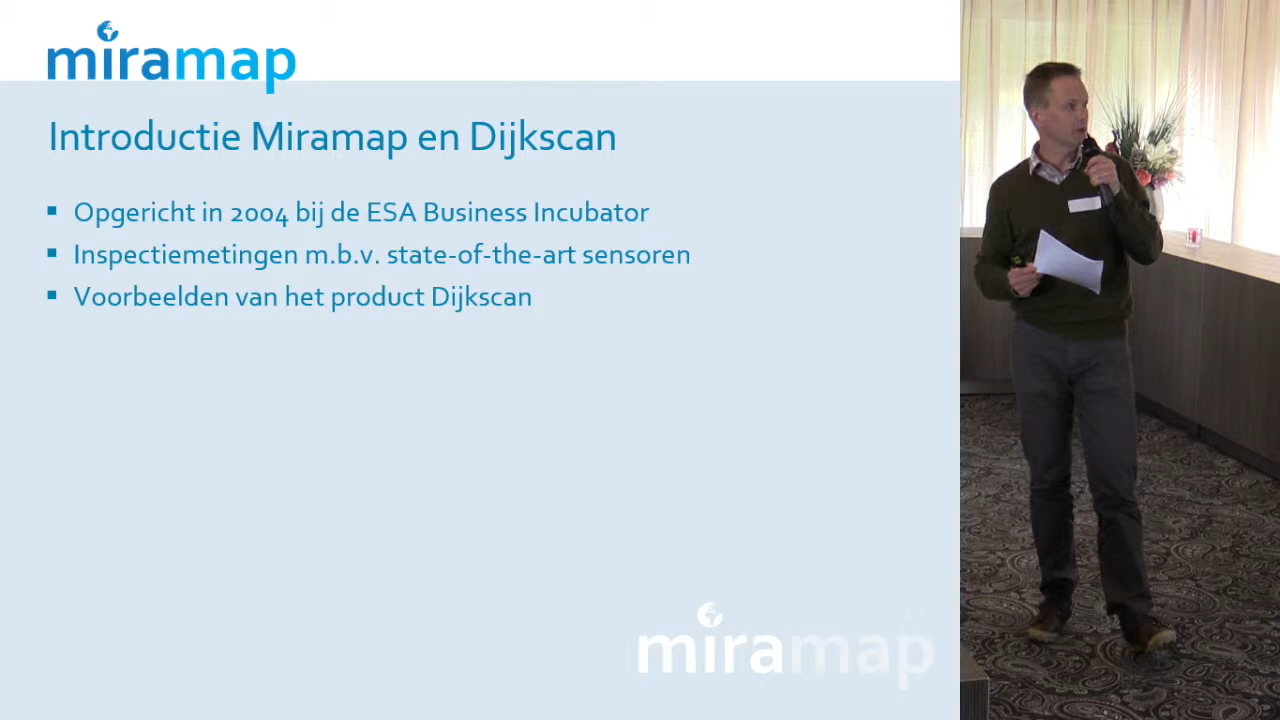 miramap
Introductie Miramap en Dijkscan
Opgericht in 2004 bij de ESA Business Incubator
Inspectiemetingen m.b.v. state-of-the-art sensoren
Voorbeelden van het product Dijkscan
miramap